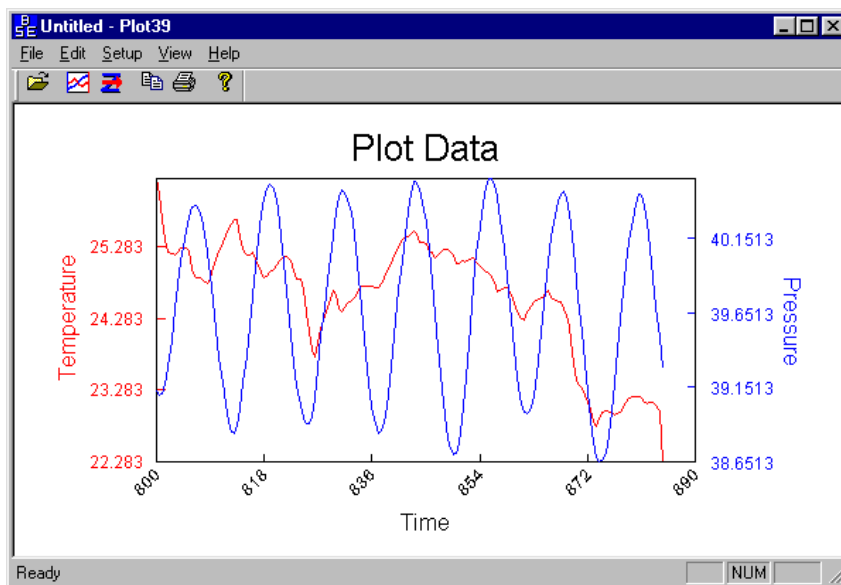 BSE Untitled - Plot39
File Edit Setup View Help
Plot Data
Temperature
25.283
24.283
23.283
22.283
40.1513
39.6513
39.1513
38.6513
Pressure
800 818 836 854 872 890
Time
Ready NUM